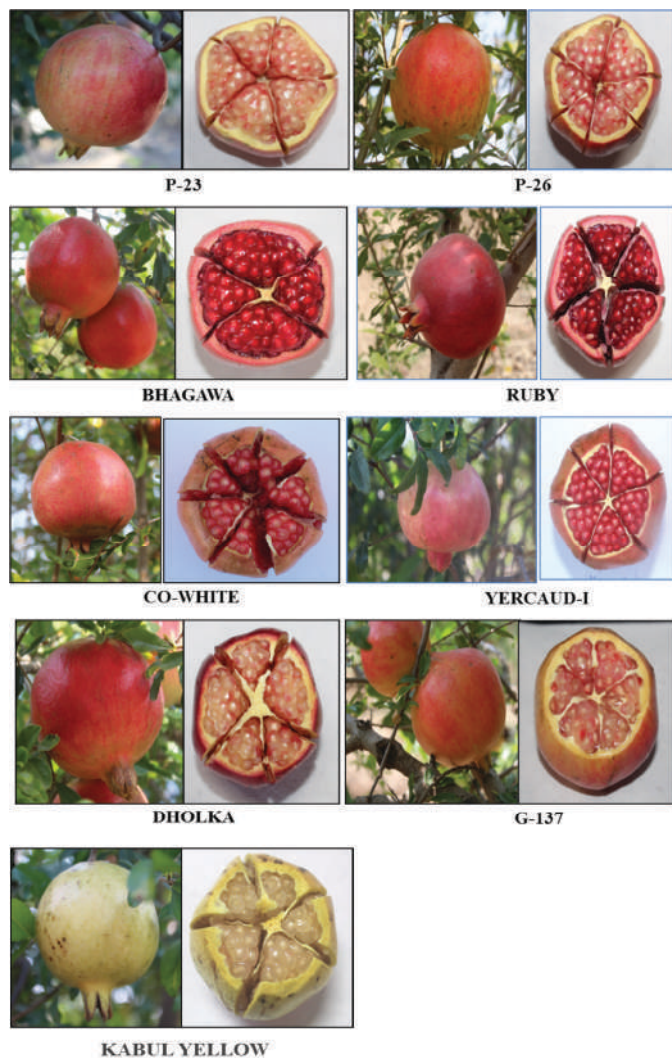 P-23
P-26
BHAGAWA
RUBY
CO-WHITE
YERCAUD-I
DHOLKA
G-137
KABUL YELLOW